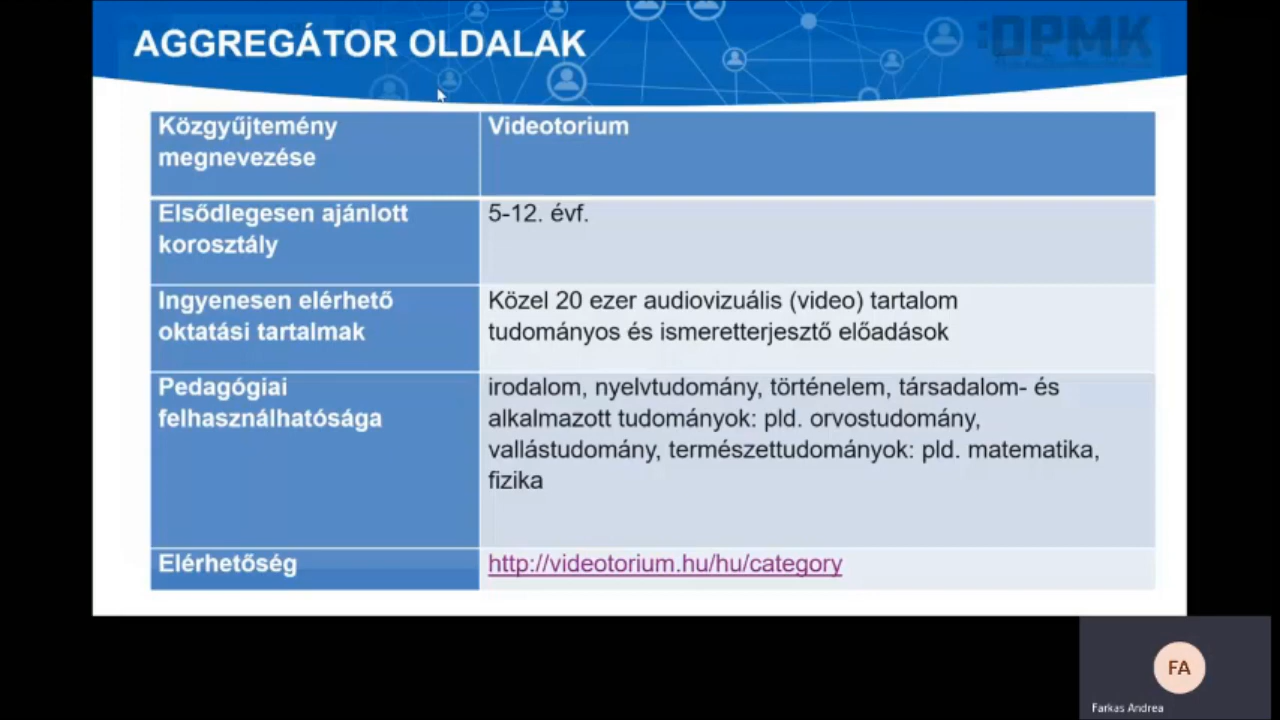 AGGREGÁTOR OLDALAK
:OPMK
Közgyűjtemény
megnevezése
Videotorium
Elsődlegesen ajánlott
korosztály
5-12. évf.
Ingyenesen elérhető
oktatási tartalmak
Közel 20 ezer audiovizuális (video) tartalom
tudományos és ismeretterjesztő előadások
Pedagógiai
felhasználhatósága
irodalom, nyelvtudomány, történelem, társadalom- és
alkalmazott tudományok: pld. orvostudomány,
vallástudomány, természettudományok: pld. matematika,
fizika
Elérhetőség
http://videotorium.hu/hu/category
FA
Farkas Andrea